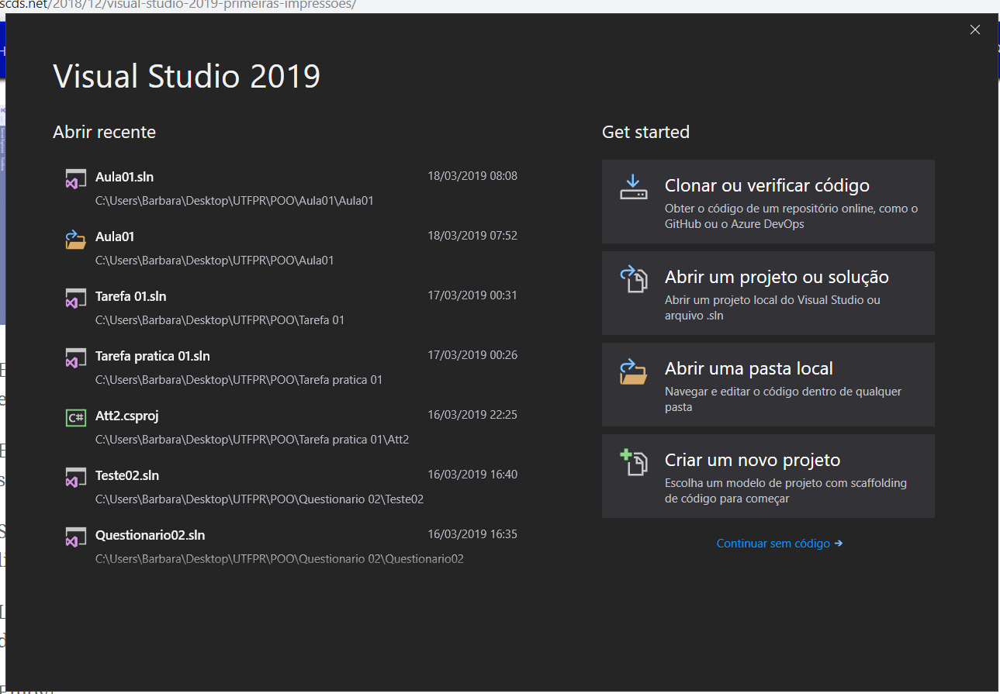 scds.net/2018/12/visual-studio-2019-primeiras-impressoes/
Visual Studio 2019
Abrir recente
Aula01.sln 18/03/2019 08:08
C:\Users\Barbara\Desktop\UTFPR\POO\Aula01\Aula01
Aula01 18/03/2019 07:52
C:\Users\Barbara\Desktop\UTFPR\POO\Aula01
Tarefa 01.sln 17/03/2019 00:31
C:\Users\Barbara\Desktop\UTFPR\POO\Tarefa 01
Tarefa pratica 01.sln 17/03/2019 00:26
C:\Users\Barbara\Desktop\UTFPR\POO\Tarefa pratica 01
C# Att2.csproj 16/03/2019 22:25
C:\Users\Barbara\Desktop\UTFPR\POO\Tarefa pratica 01\Att2
Teste02.sln 16/03/2019 16:40
C:\Users\Barbara\Desktop\UTFPR\POO\Questionario 02\Teste02
Questionario02.sln 16/03/2019 16:35
C:\Users\Barbara\Desktop\UTFPR\POO\Questionario 02\Questionario02
Get started
Clonar ou verificar código
Obter o código de um repositório online, como o
GitHub ou o Azure DevOps
Abrir um projeto ou solução
Abrir um projeto local do Visual Studio ou
arquivo .sln
Abrir uma pasta local
Navegar e editar o código dentro de qualquer
pasta
Criar um novo projeto
Escolha um modelo de projeto com scaffolding
de código para começar
Continuar sem código